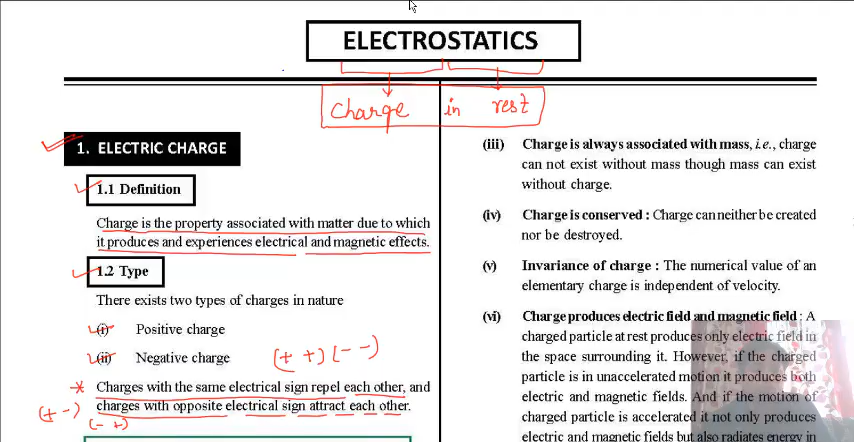 ELECTROSTATICS
charge in rest
1. ELECTRIC CHARGE
1.1 Definition
Charge is the property associated with matter due to which
it produces and experiences electrical and magnetic effects.
1.2 Type
There exists two types of charges in nature
(i) Positive charge
(ii) Negative charge
(+ +) (- -)
* Charges with the same electrical sign repel each other, and
(+ -) charges with opposite electrical sign attract each other.
(- +)
(iii) Charge is always associated with mass, i.e., charge
can not exist without mass though mass can exist
without charge.
(iv) Charge is conserved : Charge can neither be created
nor be destroyed.
(v) Invariance of charge : The numerical value of an
elementary charge is independent of velocity.
(vi) Charge produces electric field and magnetic field : A
charged particle at rest produces only electric field in
the space surrounding it. However, if the charged
particle is in unaccelerated motion it produces both
electric and magnetic fields. And if the motion of
charged particle is accelerated it not only produces
electric and magnetic fields but also radiates energy in